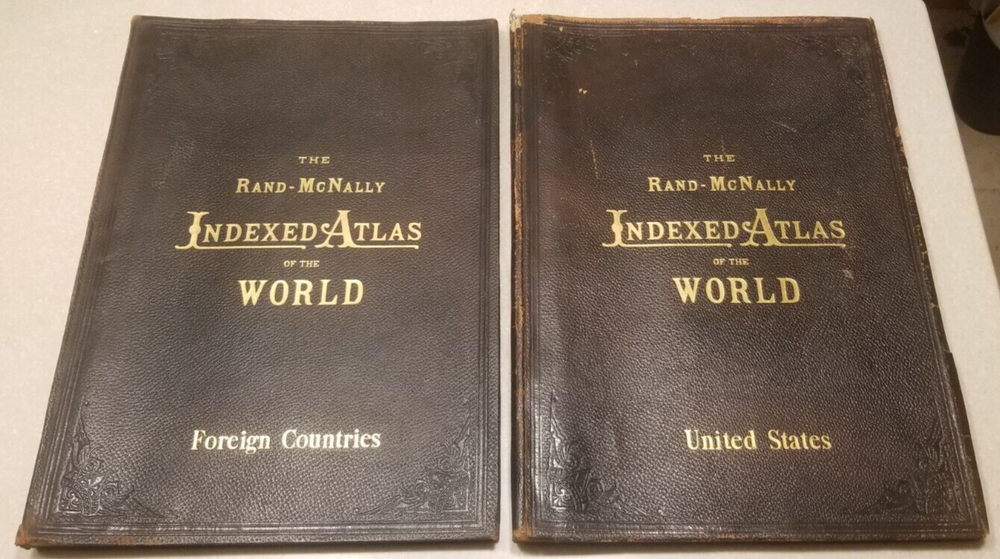 THE
RAND-MCNALLY
INDEXED ATLAS
OF THE
WORLD
Foreign Countries
THE
RAND-MCNALLY
INDEXED ATLAS
OF THE
WORLD
United States